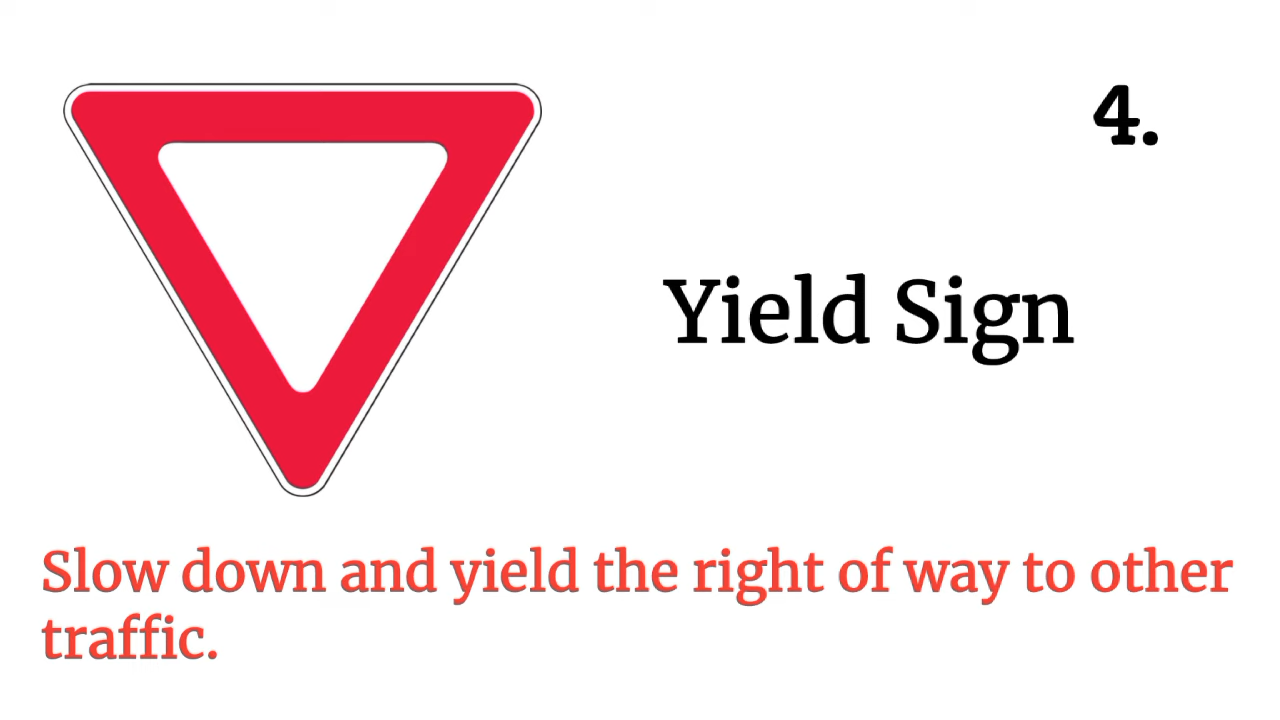 4.
Yield Sign
Slow down and yield the right of way to other
traffic.